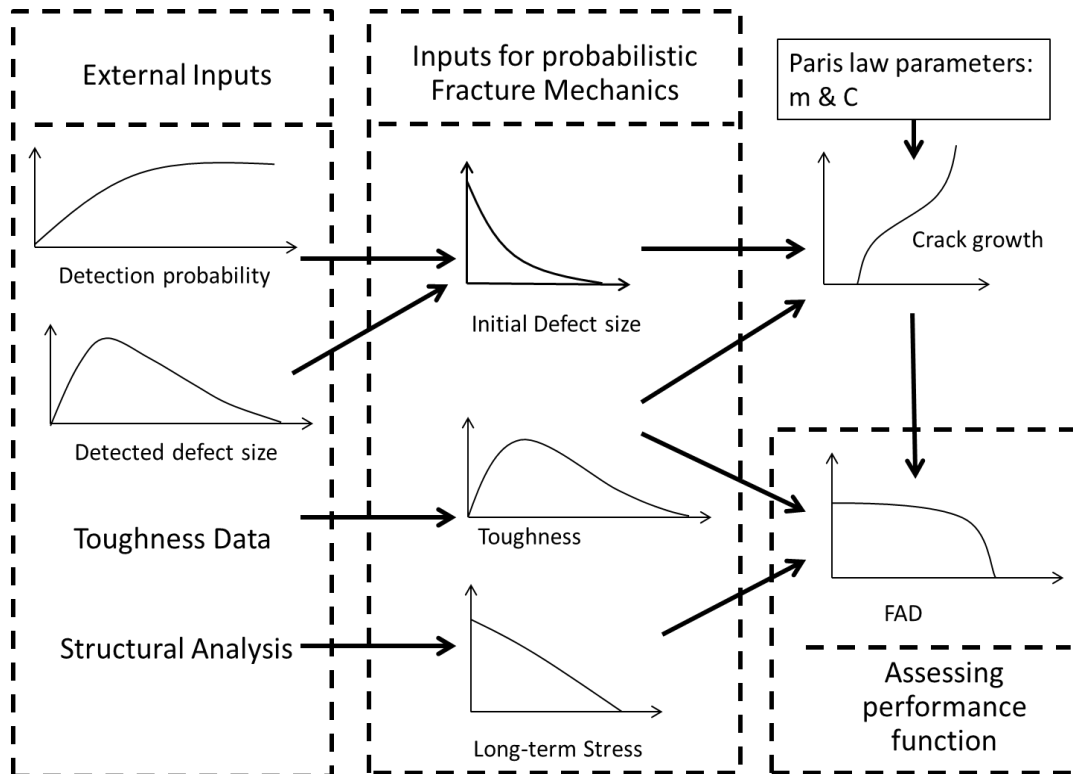 External Inputs
Detection probability
Detected defect size
Toughness Data
Structural Analysis
Inputs for probabilistic
Fracture Mechanics
Initial Defect size
Toughness
Long-term Stress
Paris law parameters:
m & C
Crack growth
FAD
Assessing
performance
function